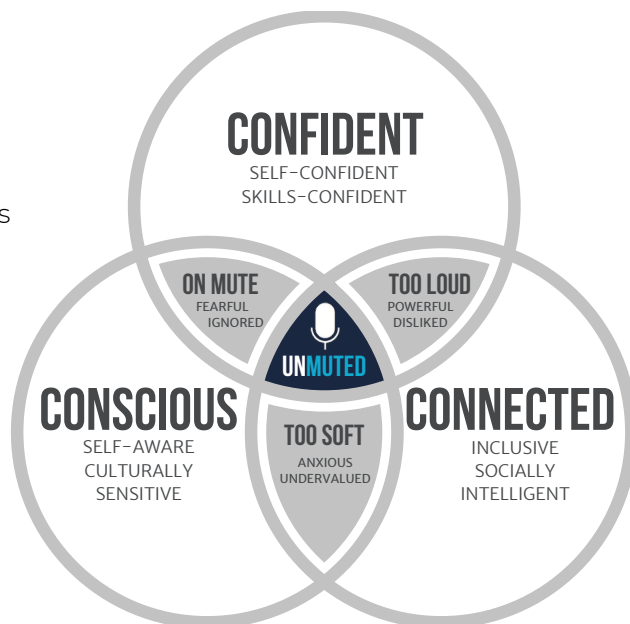 CONFIDENT
SELF-CONFIDENT
SKILLS-CONFIDENT
S
ON MUTE
FEARFUL
IGNORED
TOO LOUD
POWERFUL
DISLIKED
UNMUTED
CONSCIOUS
SELF-AWARE
CULTURALLY
SENSITIVE
TOO SOFT
ANXIOUS
UNDERVALUED
CONNECTED
INCLUSIVE
SOCIALLY
INTELLIGENT